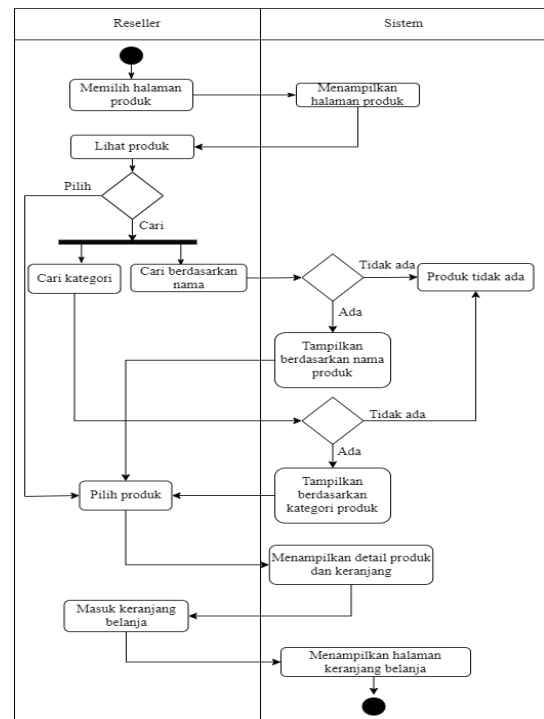 Reseller
Sistem
Memilih halaman
produk
Menampilkan
halaman produk
Lihat produk
Pilih
Cari
Cari kategori
Cari berdasarkan
nama
Tidak ada
Produk tidak ada
Ada
Tampilkan
berdasarkan nama
produk
Tidak ada
Ada
Pilih produk
Tampilkan
berdasarkan
kategori produk
Menampilkan detail produk
dan keranjang
Masuk keranjang
belanja
Menampilkan halaman
keranjang belanja